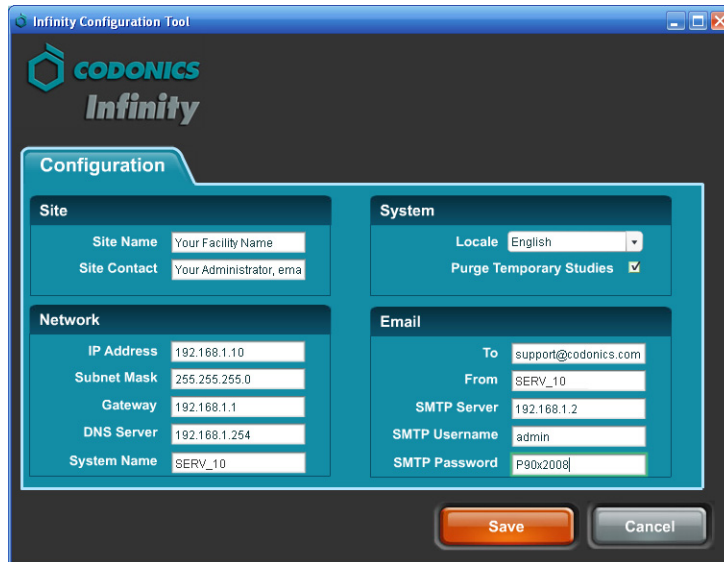 Infinity Configuration Tool
CODONICS
Infinity
Configuration
Site
Site Name Your Facility Name
Site Contact Your Administrator, ema
System
Locale English
Purge Temporary Studies
Network
IP Address 192.168.1.10
Subnet Mask 255.255.255.0
Gateway 192.168.1.1
DNS Server 192.168.1.254
System Name SERV_10
Email
To support@codonics.com
From SERV_10
SMTP Server 192.168.1.2
SMTP Username admin
SMTP Password P90x2008
Save Cancel